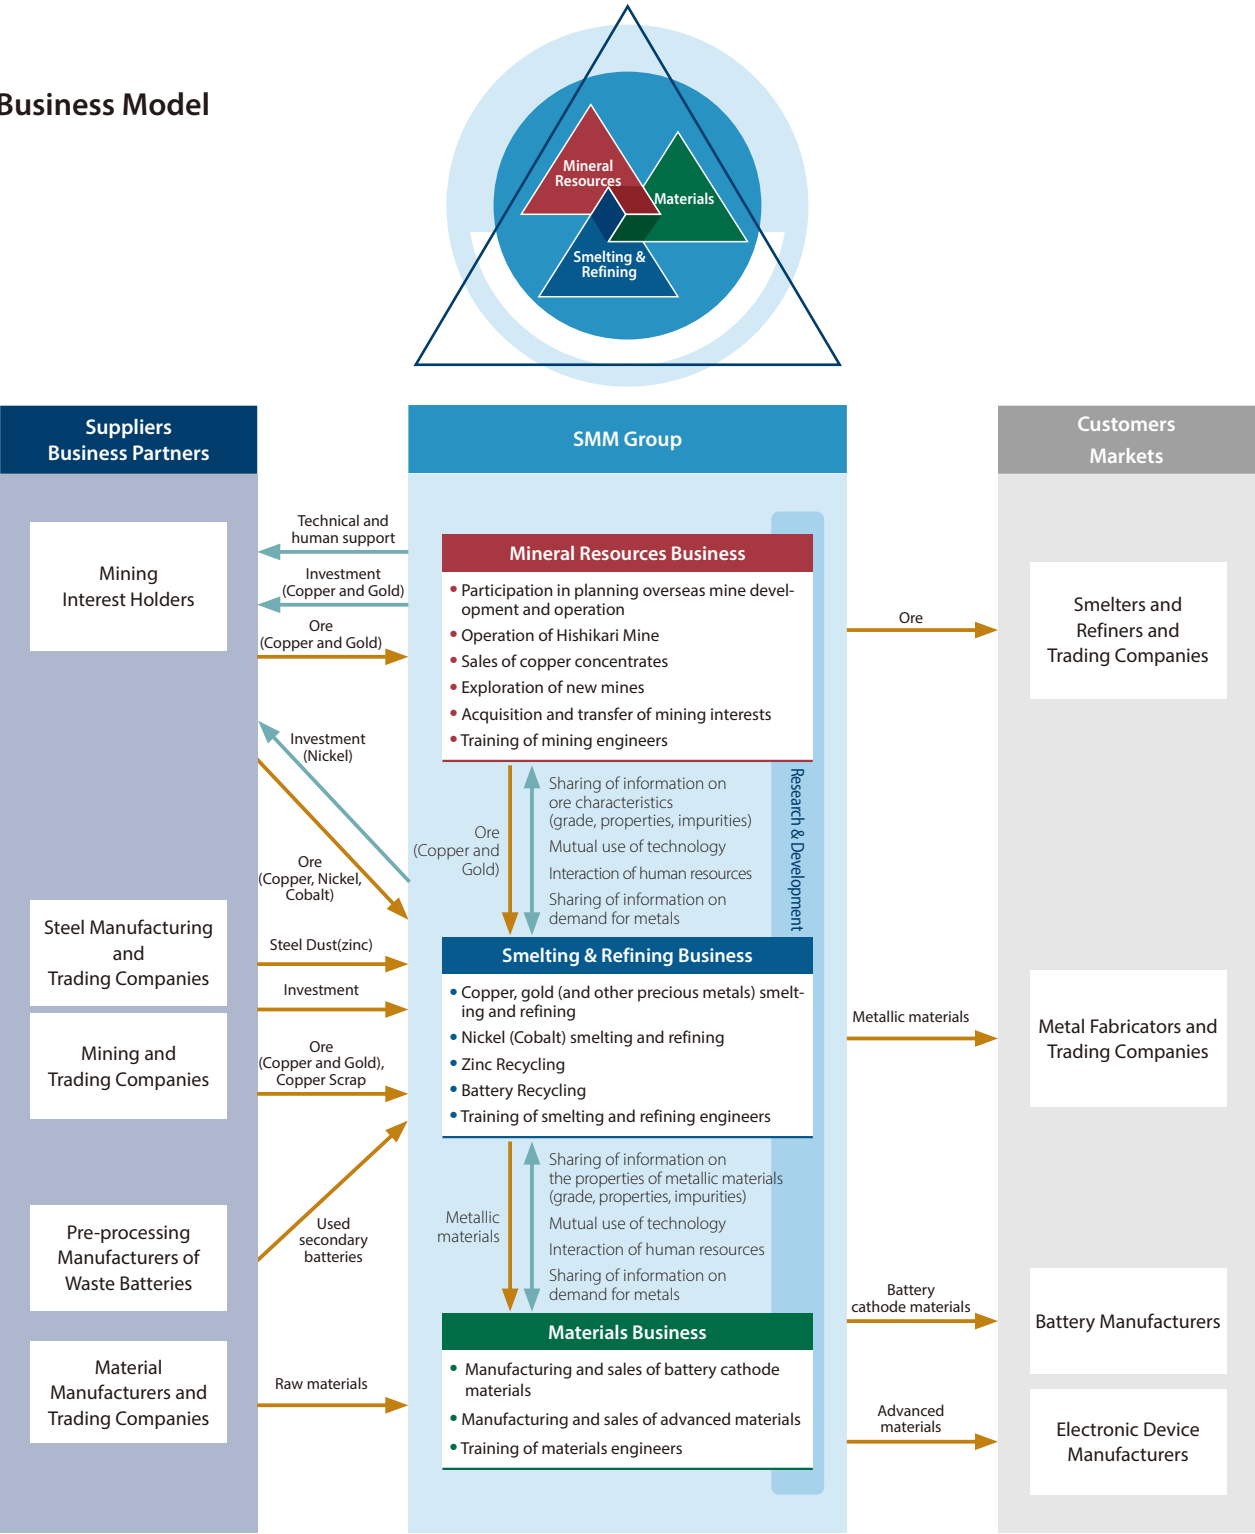 Business Model
Mineral
Resources
Materials
Smelting &
Refining
Suppliers
Business Partners
SMM Group
Customers
Markets
Mining
Interest Holders
Technical and
human support
Investment
(Copper and Gold)
Ore
(Copper and Gold)
Investment
(Nickel)
Ore
(Copper, Nickel,
Cobalt)
Steel Manufacturing
and
Trading Companies
Steel Dust(zinc)
Investment
Mining and
Trading Companies
Ore
(Copper and Gold),
Copper Scrap
Pre-processing
Manufacturers of
Waste Batteries
Used
secondary
batteries
Material
Manufacturers and
Trading Companies
Raw materials
Mineral Resources Business
• Participation in planning overseas mine devel-
opment and operation
• Operation of Hishikari Mine
• Sales of copper concentrates
• Exploration of new mines
• Acquisition and transfer of mining interests
• Training of mining engineers
Ore
(Copper and
Gold)
Sharing of information on
ore characteristics
(grade, properties, impurities)
Mutual use of technology
Interaction of human resources
Sharing of information on
demand for metals
Research & Development
Smelting & Refining Business
• Copper, gold (and other precious metals) smelt-
ing and refining
• Nickel (Cobalt) smelting and refining
• Zinc Recycling
• Battery Recycling
• Training of smelting and refining engineers
Metallic
materials
Sharing of information on
the properties of metallic materials
(grade, properties, impurities)
Mutual use of technology
Interaction of human resources
Sharing of information on
demand for metals
Materials Business
• Manufacturing and sales of battery cathode
materials
• Manufacturing and sales of advanced materials
• Training of materials engineers
Ore
Smelters and
Refiners and
Trading Companies
Metallic materials
Metal Fabricators and
Trading Companies
Battery
cathode materials
Battery Manufacturers
Advanced
materials
Electronic Device
Manufacturers